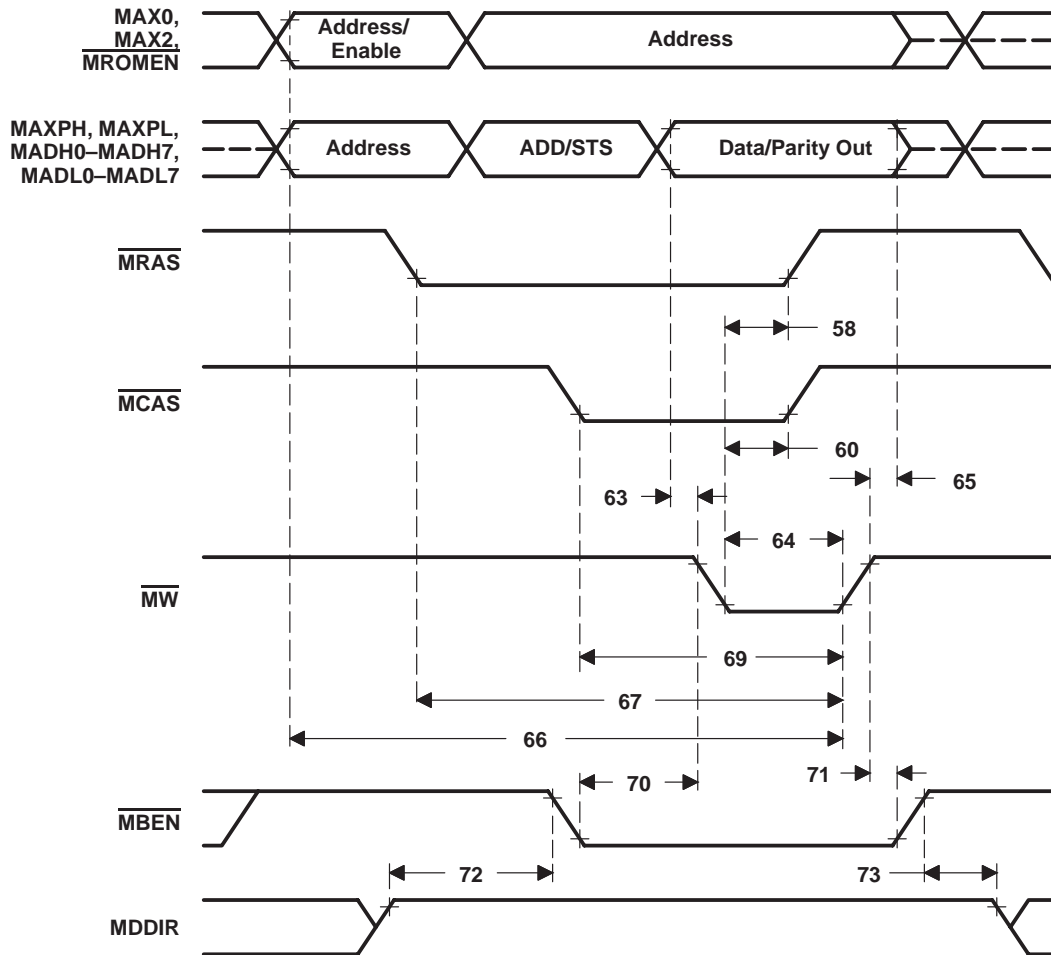 MAX0,
MAX2,
MROMEN
Address/
Enable
Address
MAXPH, MAXPL,
MADH0–MADH7,
MADL0–MADL7
Address
ADD/STS
Data/Parity Out
MRAS
58
MCAS
60
65
63
64
MW
69
67
66
70
71
MBEN
72
73
MDDIR